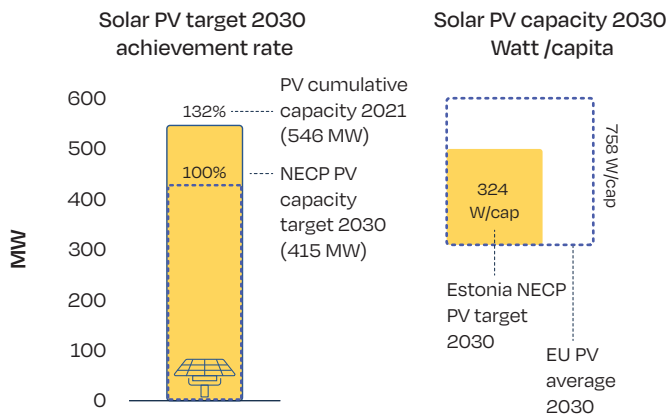 Solar PV target 2030
achievement rate
600
500
400
300
200
100
0
MW
132%
100%
PV cumulative
capacity 2021
(546 MW)
NECP PV
capacity
target 2030
(415 MW)
Solar PV capacity 2030
Watt /capita
758 W/cap
324
W/cap
Estonia NECP
PV target
2030
EU PV
average
2030